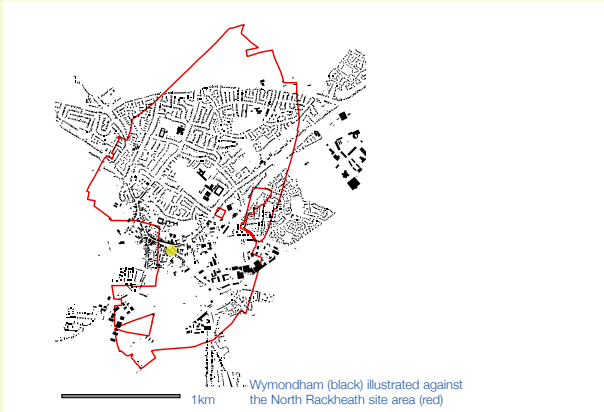 1km
Wymondham (black) illustrated against
the North Rackheath site area (red)